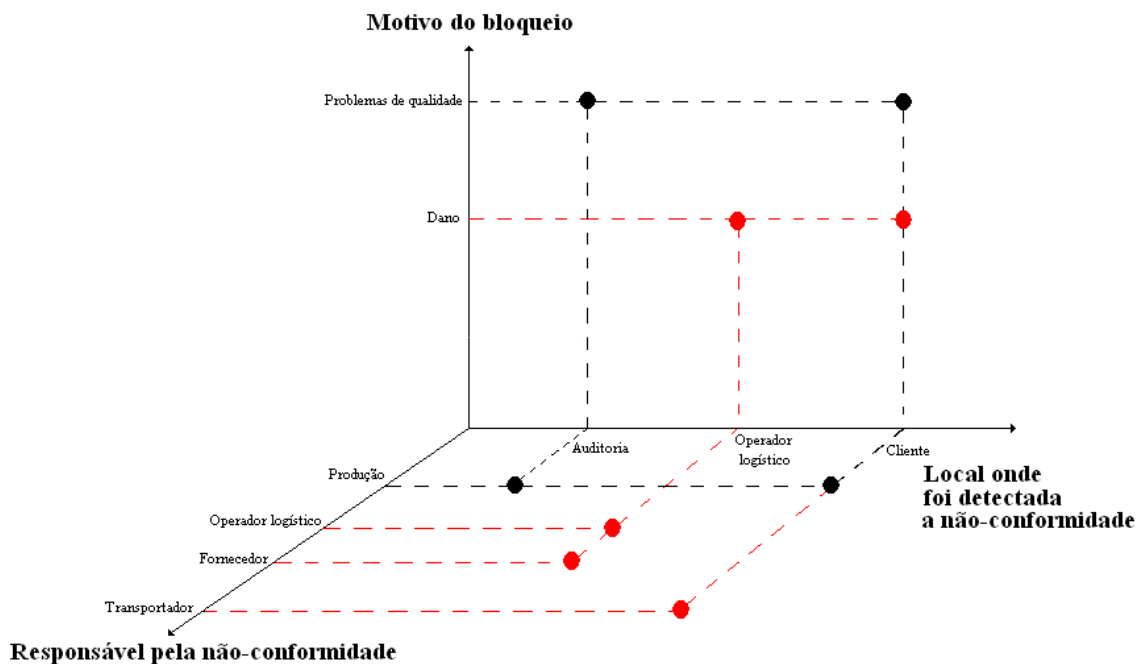 Motivo do bloqueio
Problemas de qualidade
Dano
Auditoria
Operador
logístico
Cliente
Local onde
foi detectada
a não-conformidade
Produção
Operador logístico
Fornecedor
Transportador
Responsável pela não-conformidade